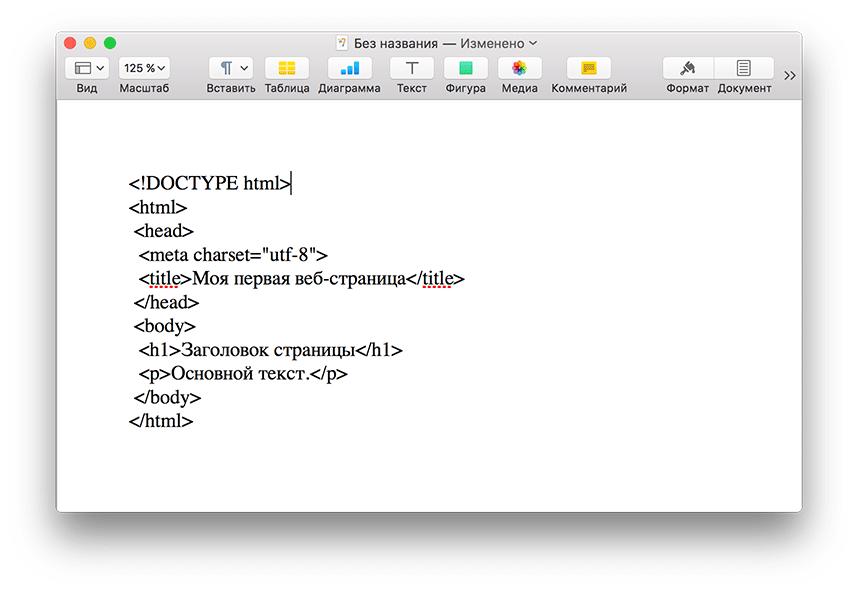 Без названия — Изменено
125 %
Вид Масштаб Вставить Таблица Диаграмма Текст Фигура Медиа Комментарий Формат Документ
<!DOCTYPE html>
<html>
<head>
<meta charset="utf-8">
<title>Моя первая веб-страница</title>
</head>
<body>
<h1>Заголовок страницы</h1>
<p>Основной текст.</p>
</body>
</html>